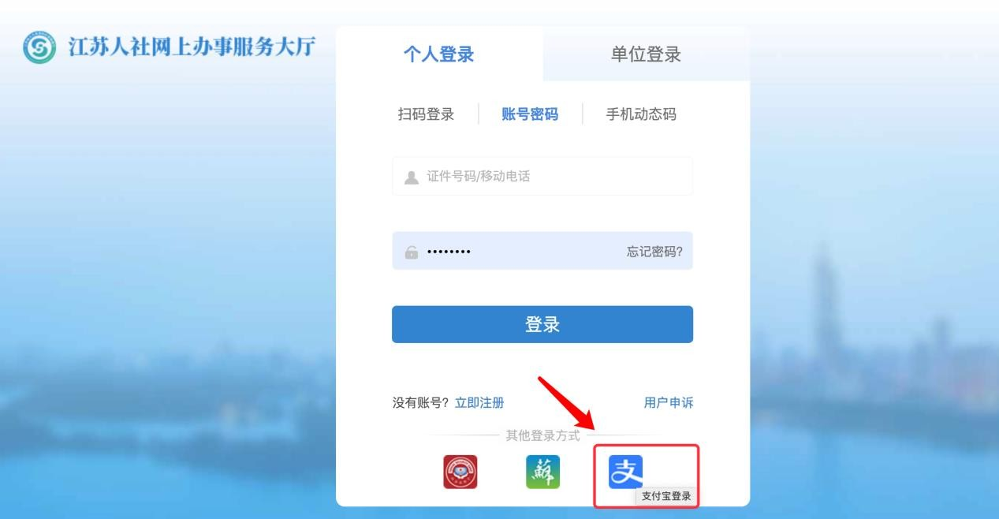 江苏人社网上办事服务大厅
个人登录 单位登录
扫码登录 账号密码 手机动态码
证件号码/移动电话
•••••••• 忘记密码?
登录
没有账号? 立即注册 用户申诉
其他登录方式
蘇 支
支付宝登录